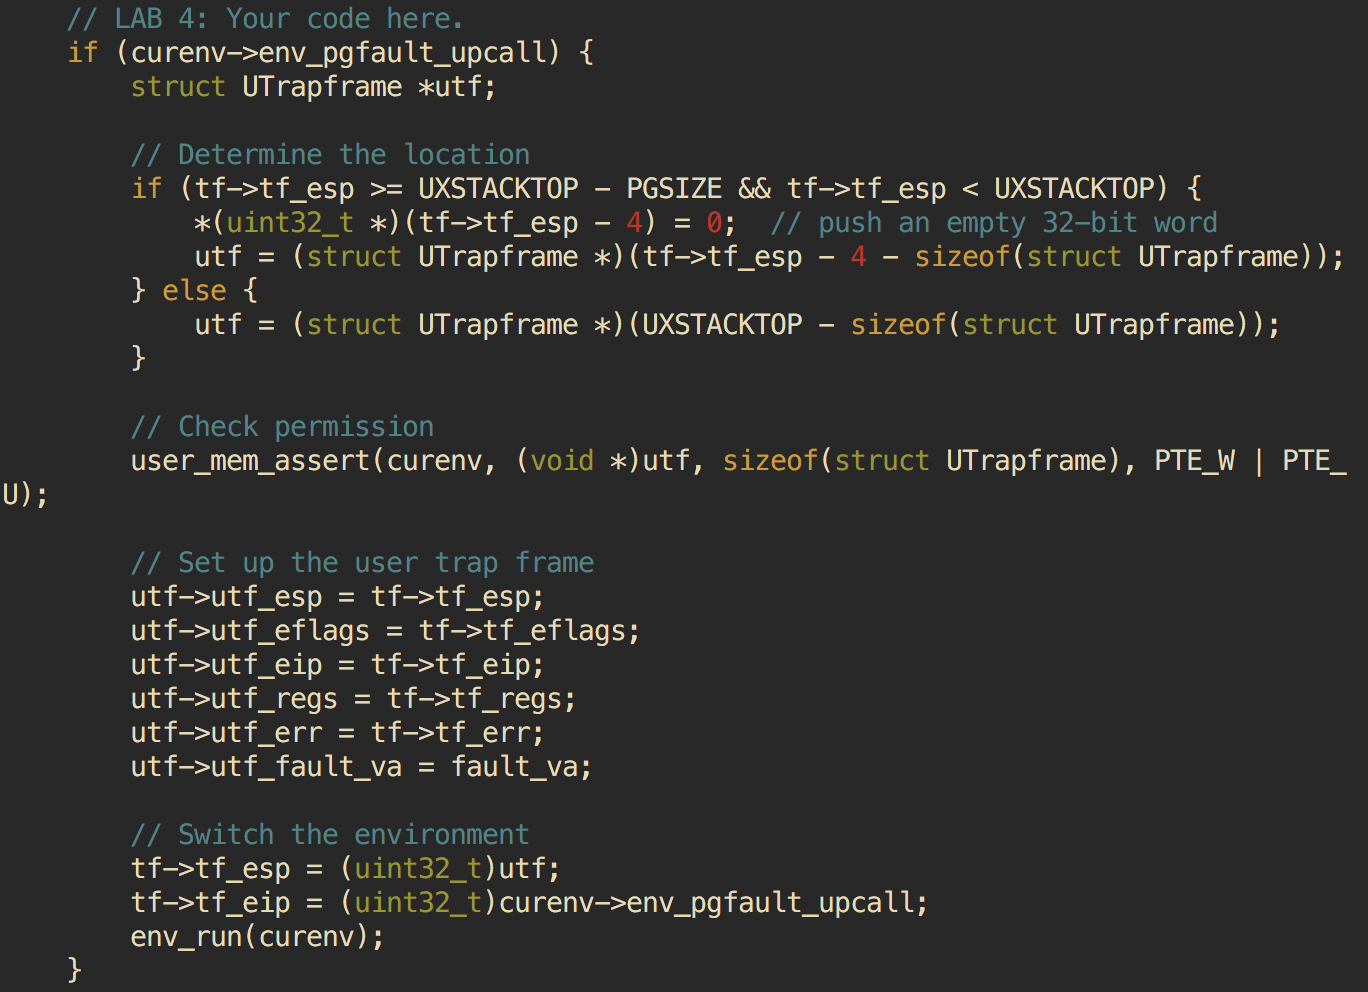 // LAB 4: Your code here.
if (curenv->env_pgfault_upcall) {
struct UTrapframe *utf;
// Determine the location
if (tf->tf_esp >= UXSTACKTOP - PGSIZE && tf->tf_esp < UXSTACKTOP) {
*(uint32_t *)(tf->tf_esp - 4) = 0;  // push an empty 32-bit word
utf = (struct UTrapframe *)(tf->tf_esp - 4 - sizeof(struct UTrapframe));
} else {
utf = (struct UTrapframe *)(UXSTACKTOP - sizeof(struct UTrapframe));
}
// Check permission
user_mem_assert(curenv, (void *)utf, sizeof(struct UTrapframe), PTE_W | PTE_
U);
// Set up the user trap frame
utf->utf_esp = tf->tf_esp;
utf->utf_eflags = tf->tf_eflags;
utf->utf_eip = tf->tf_eip;
utf->utf_regs = tf->tf_regs;
utf->utf_err = tf->tf_err;
utf->utf_fault_va = fault_va;
// Switch the environment
tf->tf_esp = (uint32_t)utf;
tf->tf_eip = (uint32_t)curenv->env_pgfault_upcall;
env_run(curenv);
}